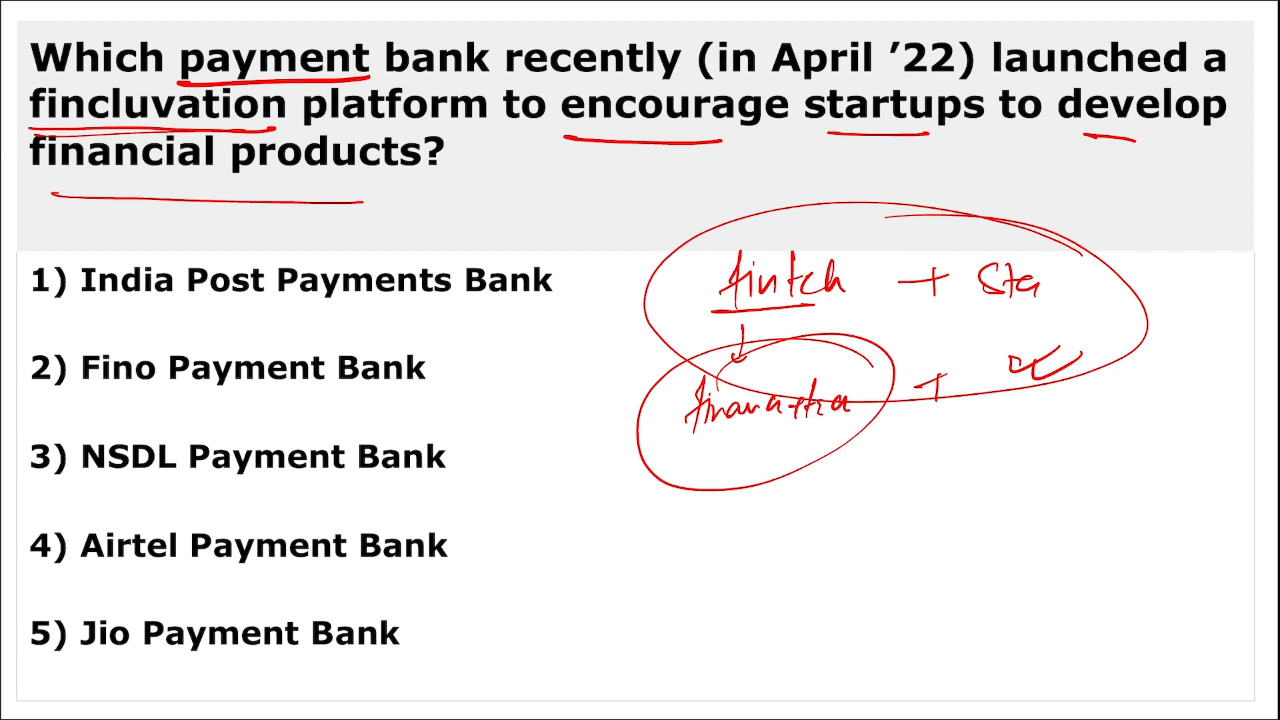 Which payment bank recently (in April ’22) launched a
fincluvation platform to encourage startups to develop
financial products?
1) India Post Payments Bank
fintch + Sta
2) Fino Payment Bank
+
3) NSDL Payment Bank
4) Airtel Payment Bank
5) Jio Payment Bank